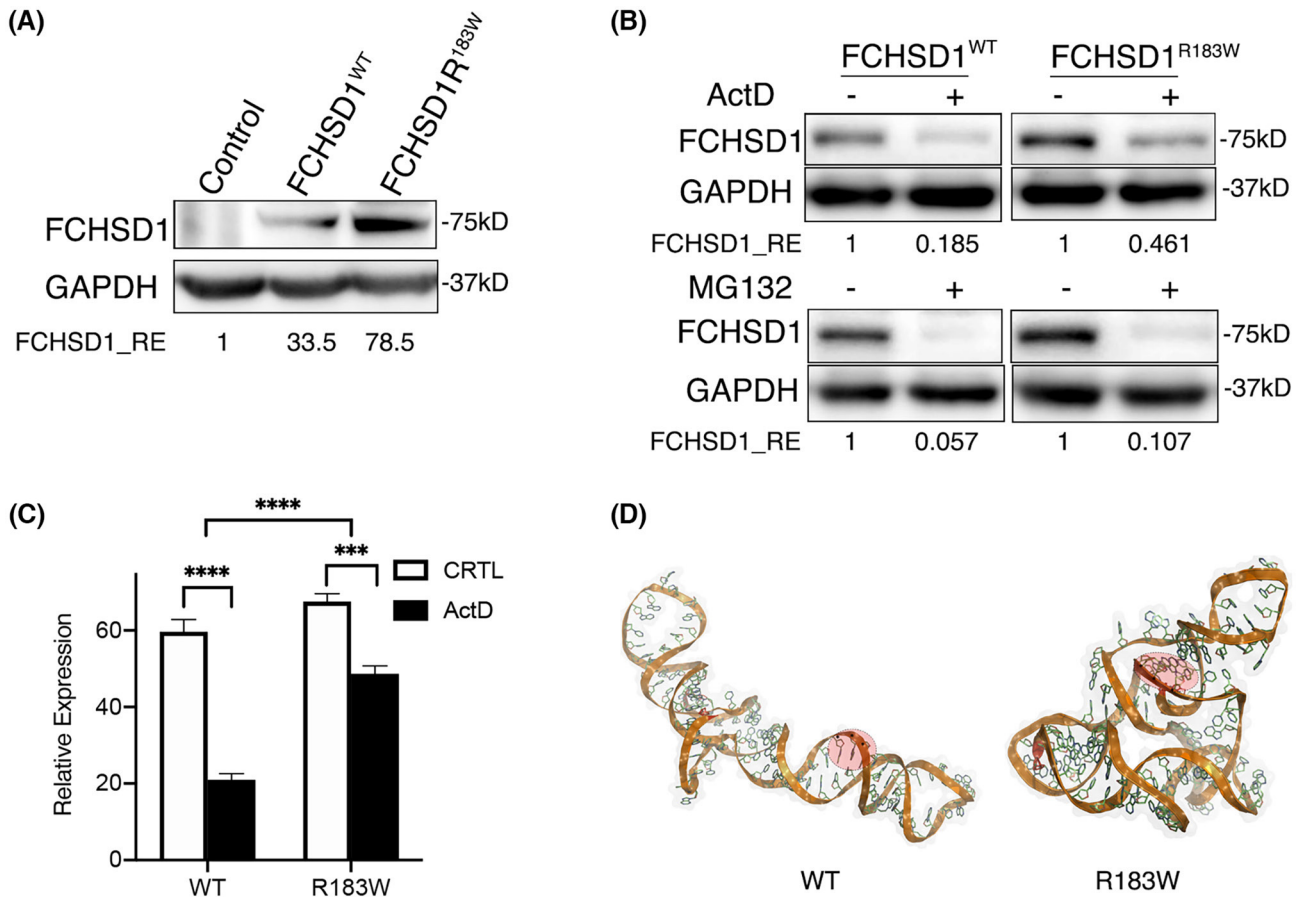 (A)
Control
FCHSD1WT
FCHSD1R183W
FCHSD1
-75kD
GAPDH
-37kD
FCHSD1_RE 1 33.5 78.5
(B)
FCHSD1WT FCHSD1R183W
ActD - + - +
FCHSD1
-75kD
GAPDH
-37kD
FCHSD1_RE 1 0.185 1 0.461
MG132 - + - +
FCHSD1
-75kD
GAPDH
-37kD
FCHSD1_RE 1 0.057 1 0.107
(C)
****
**** ***
CRTL
ActD
Relative Expression
60
40
20
0
WT R183W
(D)
WT R183W